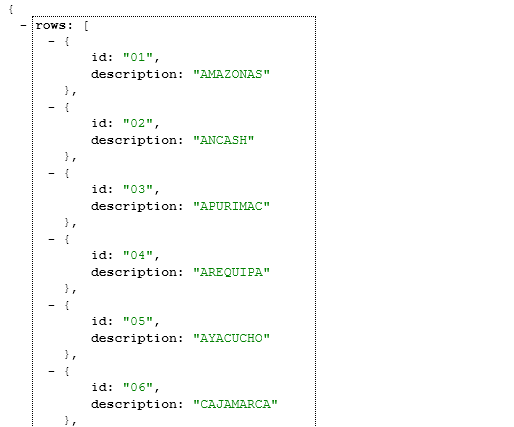 {
− rows: [
− {
id: "01",
description: "AMAZONAS"
},
− {
id: "02",
description: "ANCASH"
},
− {
id: "03",
description: "APURIMAC"
},
− {
id: "04",
description: "AREQUIPA"
},
− {
id: "05",
description: "AYACUCHO"
},
− {
id: "06",
description: "CAJAMARCA"
},